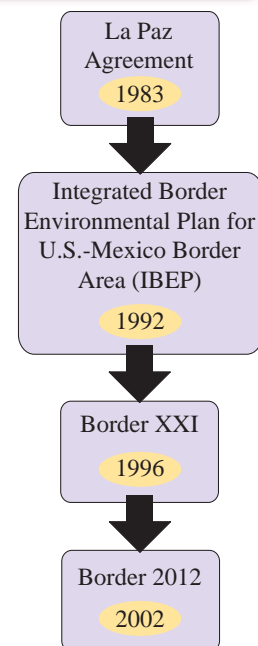 La Paz
Agreement
1983
Integrated Border
Environmental Plan for
U.S.-Mexico Border
Area (IBEP)
1992
Border XXI
1996
Border 2012
2002